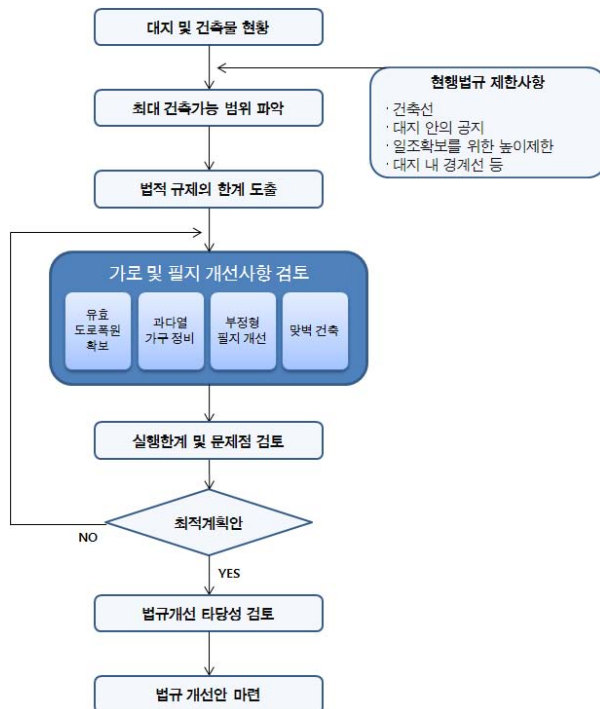 대지 및 건축물 현황
현행법규 제한사항
· 건축선
· 대지 안의 공지
· 일조확보를 위한 높이제한
· 대지 내 경계선 등
최대 건축가능 범위 파악
법적 규제의 한계 도출
가로 및 필지 개선사항 검토
유효
도로폭원
확보
과다열
가구 정비
부정형
필지 개선
맞벽 건축
실행한계 및 문제점 검토
최적계획안
NO
YES
법규개선 타당성 검토
법규 개선안 마련